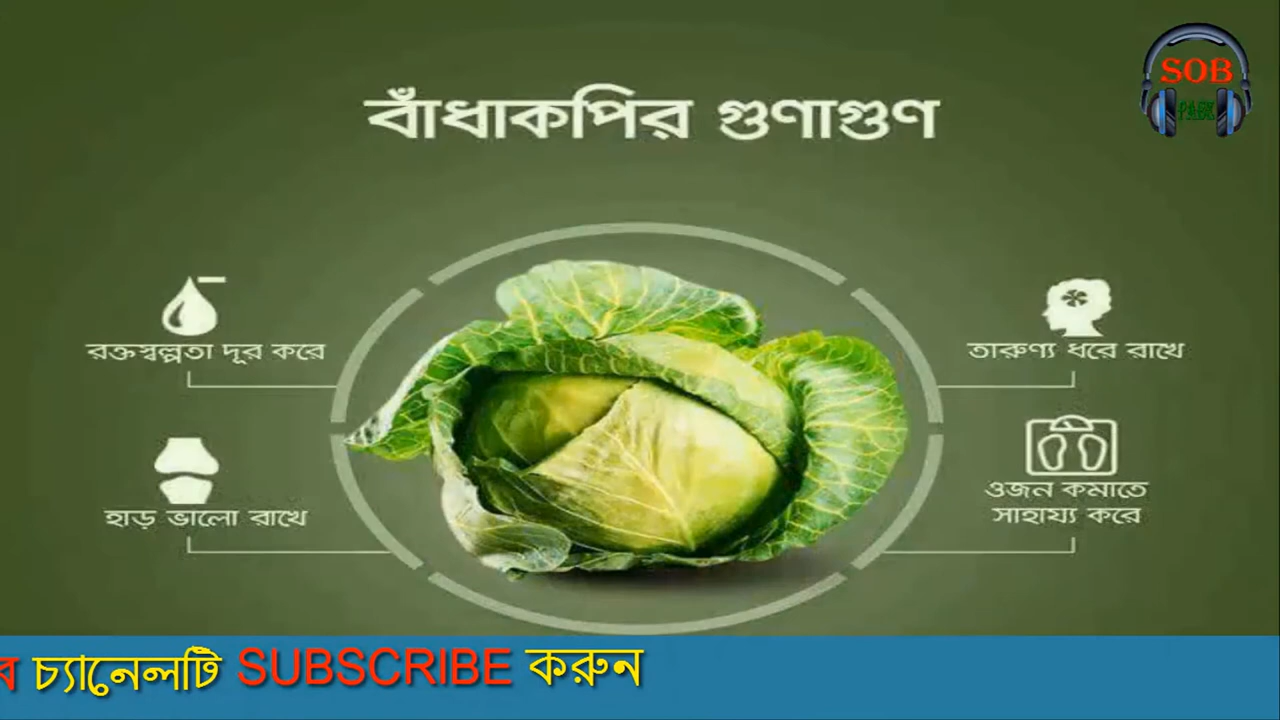 SOB
বাঁধাকপির গুণাগুণ
রক্তস্বল্পতা দূর করে
তারুণ্য ধরে রাখে
হাড় ভালো রাখে
ওজন কমাতে
সাহায্য করে
চ্যানেলটি SUBSCRIBE করুন